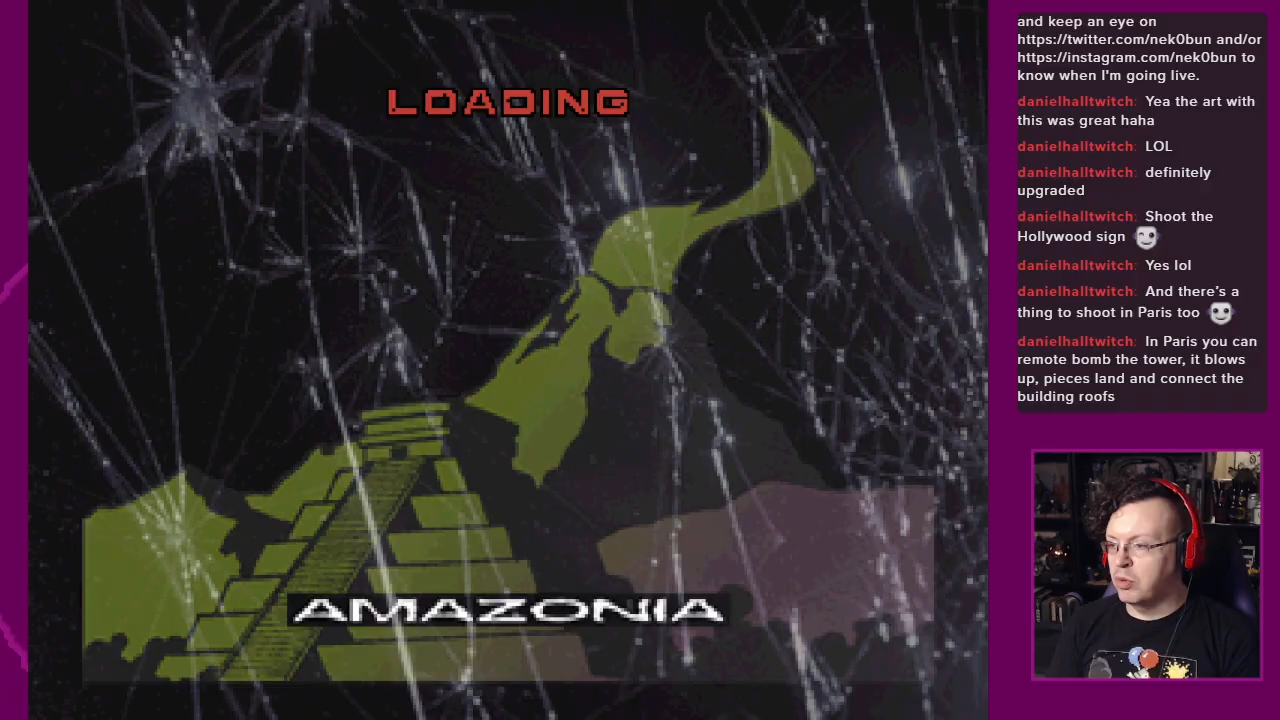 LOADING
AMAZONIA
and keep an eye on
https://twitter.com/nek0bun and/or
https://instagram.com/nek0bun to
know when I'm going live.
danielhalltwitch: Yea the art with
this was great haha
danielhalltwitch: LOL
danielhalltwitch: definitely
upgraded
danielhalltwitch: Shoot the
Hollywood sign
danielhalltwitch: Yes lol
danielhalltwitch: And there's a
thing to shoot in Paris too
danielhalltwitch: In Paris you can
remote bomb the tower, it blows
up, pieces land and connect the
building roofs